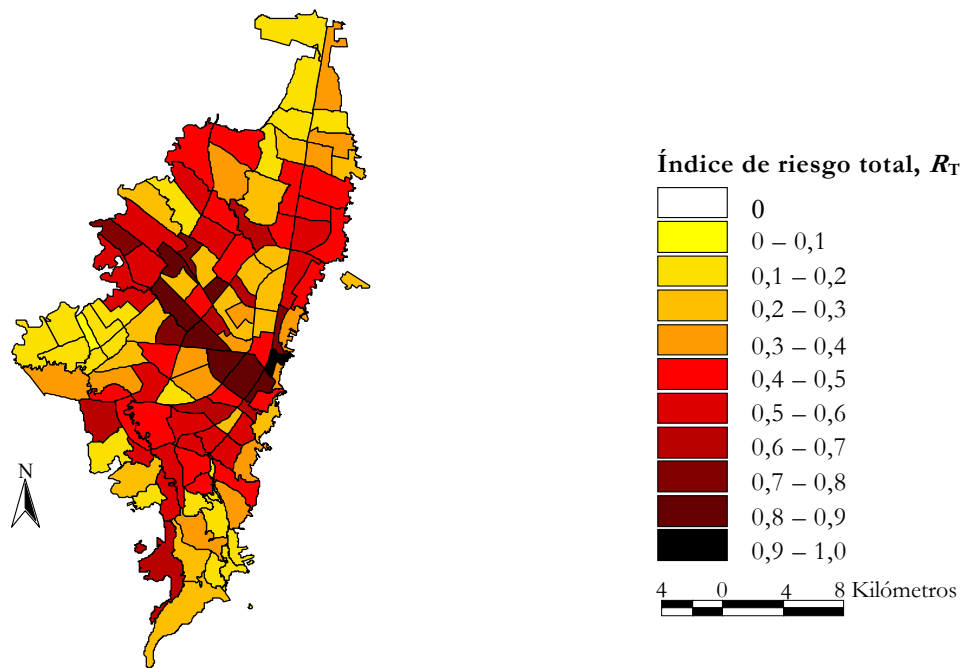 Índice de riesgo total, R_T
0
0 – 0,1
0,1 – 0,2
0,2 – 0,3
0,3 – 0,4
0,4 – 0,5
0,5 – 0,6
0,6 – 0,7
0,7 – 0,8
0,8 – 0,9
0,9 – 1,0
N
4 0 4 8 Kilómetros